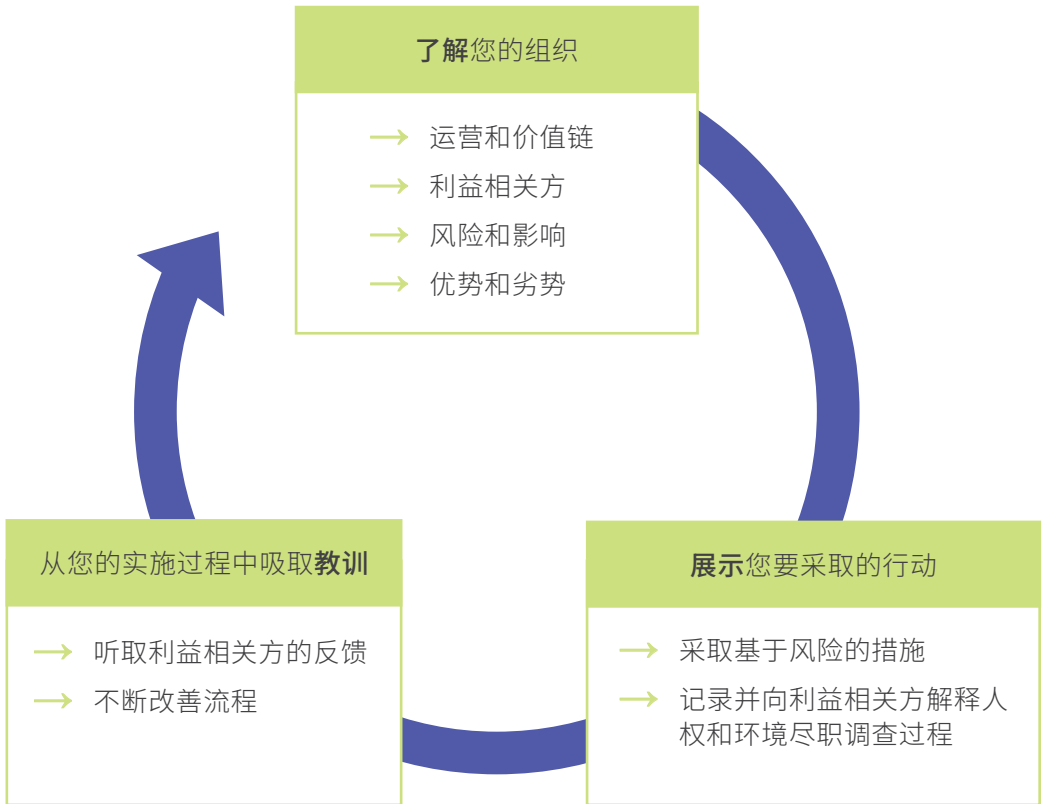 了解您的组织
→ 运营和价值链
→ 利益相关方
→ 风险和影响
→ 优势和劣势
从您的实施过程中吸取教训
→ 听取利益相关方的反馈
→ 不断改善流程
展示您要采取的行动
→ 采取基于风险的措施
→ 记录并向利益相关方解释人
权和环境尽职调查过程